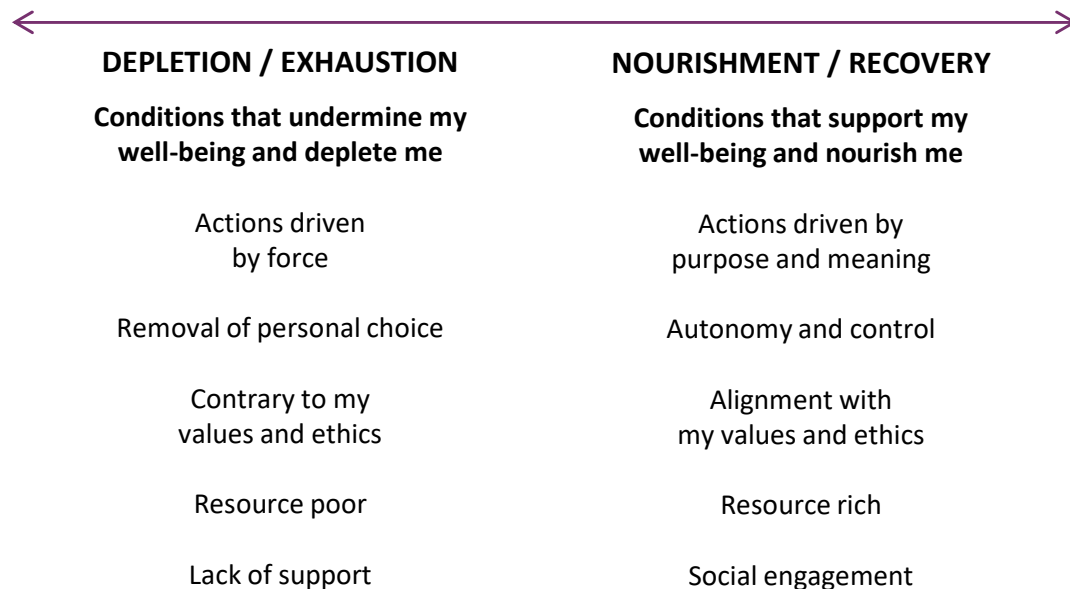 DEPLETION / EXHAUSTION
Conditions that undermine my
well-being and deplete me
Actions driven
by force
Removal of personal choice
Contrary to my
values and ethics
Resource poor
Lack of support
NOURISHMENT / RECOVERY
Conditions that support my
well-being and nourish me
Actions driven by
purpose and meaning
Autonomy and control
Alignment with
my values and ethics
Resource rich
Social engagement